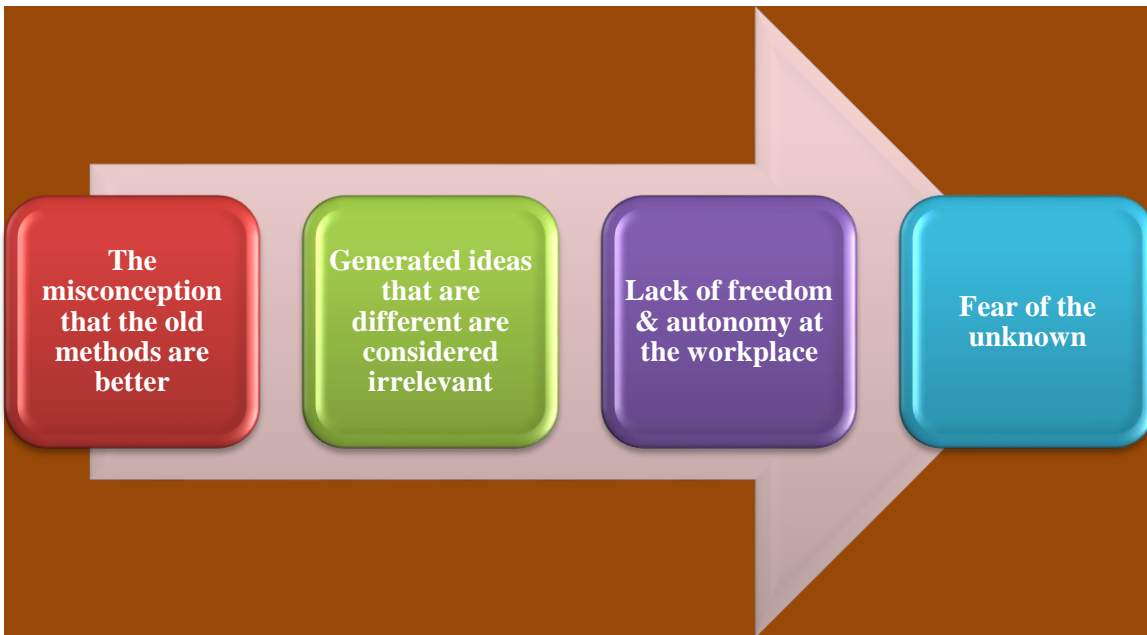 The
misconception
that the old
methods are
better
Generated ideas
that are
different are
considered
irrelevant
Lack of freedom
& autonomy at
the workplace
Fear of the
unknown